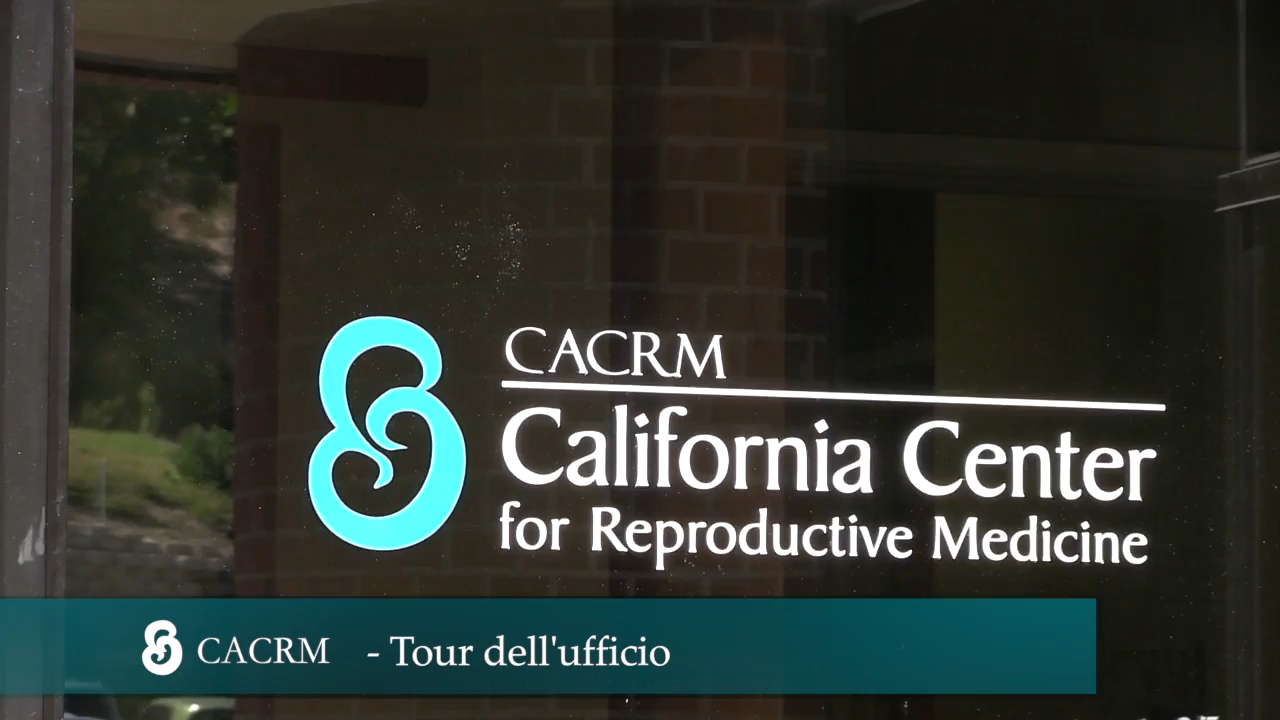 CACRM
California Center
for Reproductive Medicine
CACRM - Tour dell'ufficio